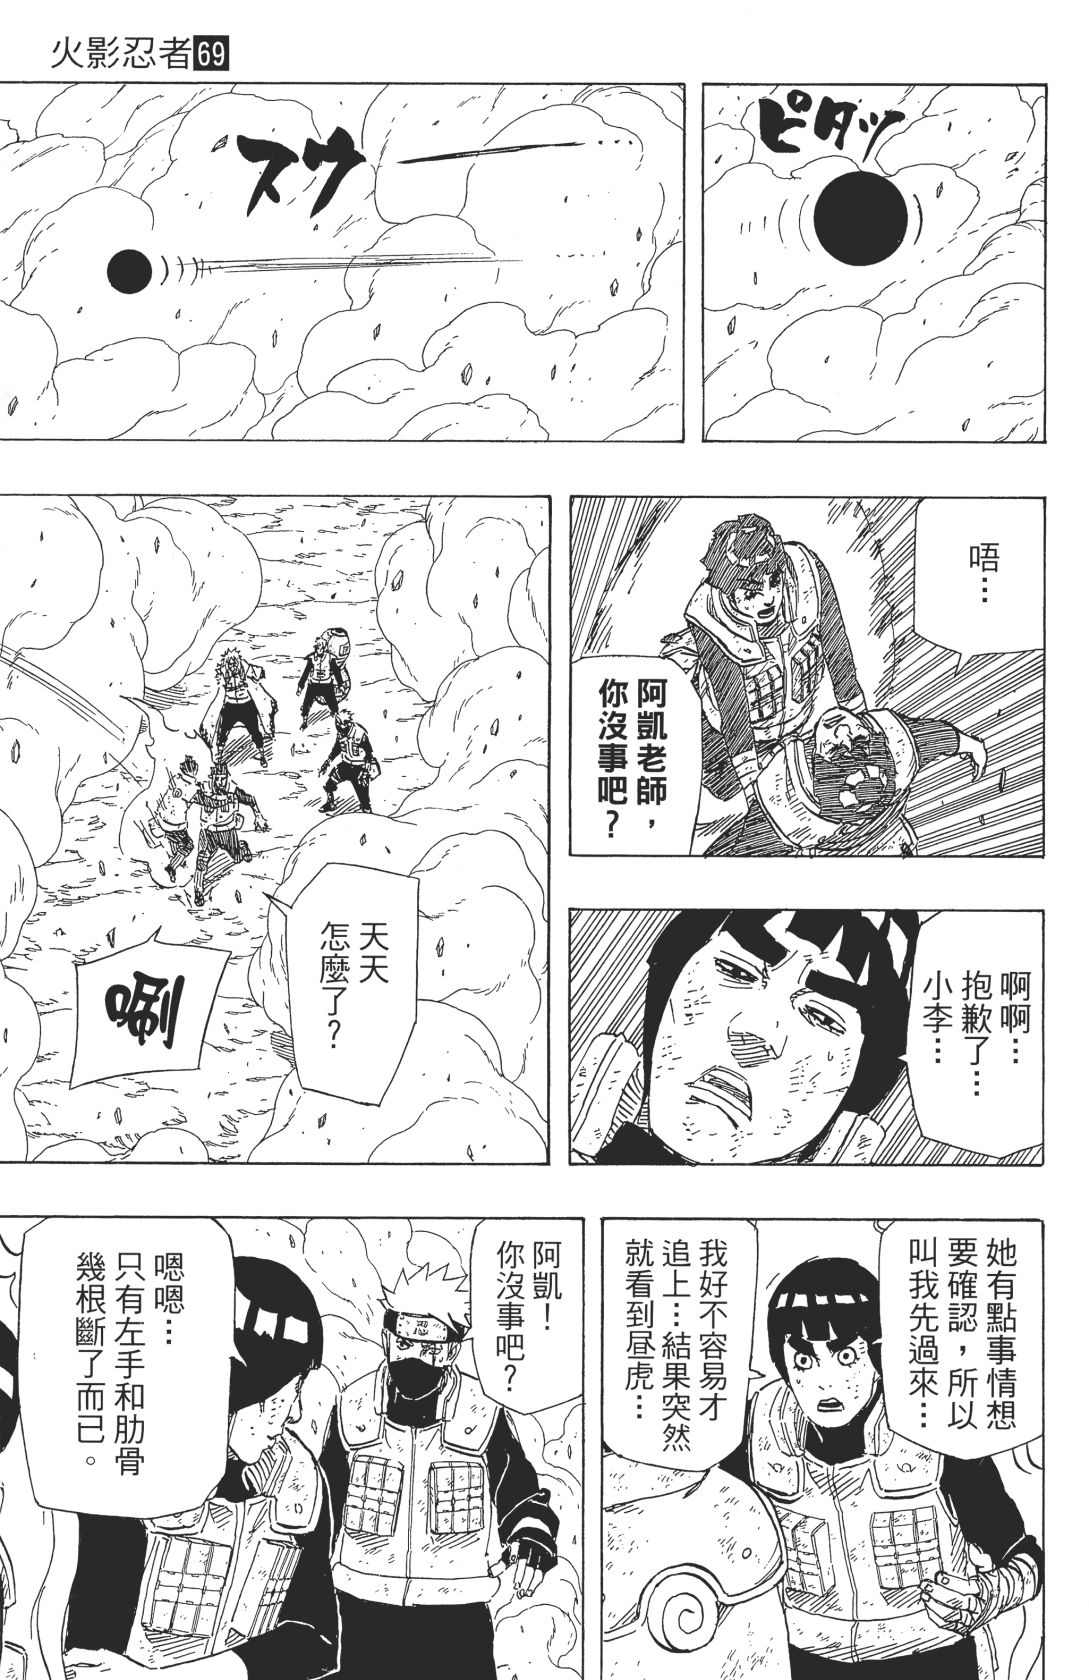 火影忍者69
ピタッ
スウ
唔…
阿凱老師，
你沒事吧？
啊啊…
抱歉了…
小李…
天天
怎麼了？
唰
她有點事情想
要確認，所以
叫我先過來…
我好不容易才
追上…結果突然
就看到昼虎…
阿凱！
你沒事吧？
嗯嗯…
只有左手和肋骨
幾根斷了而已。